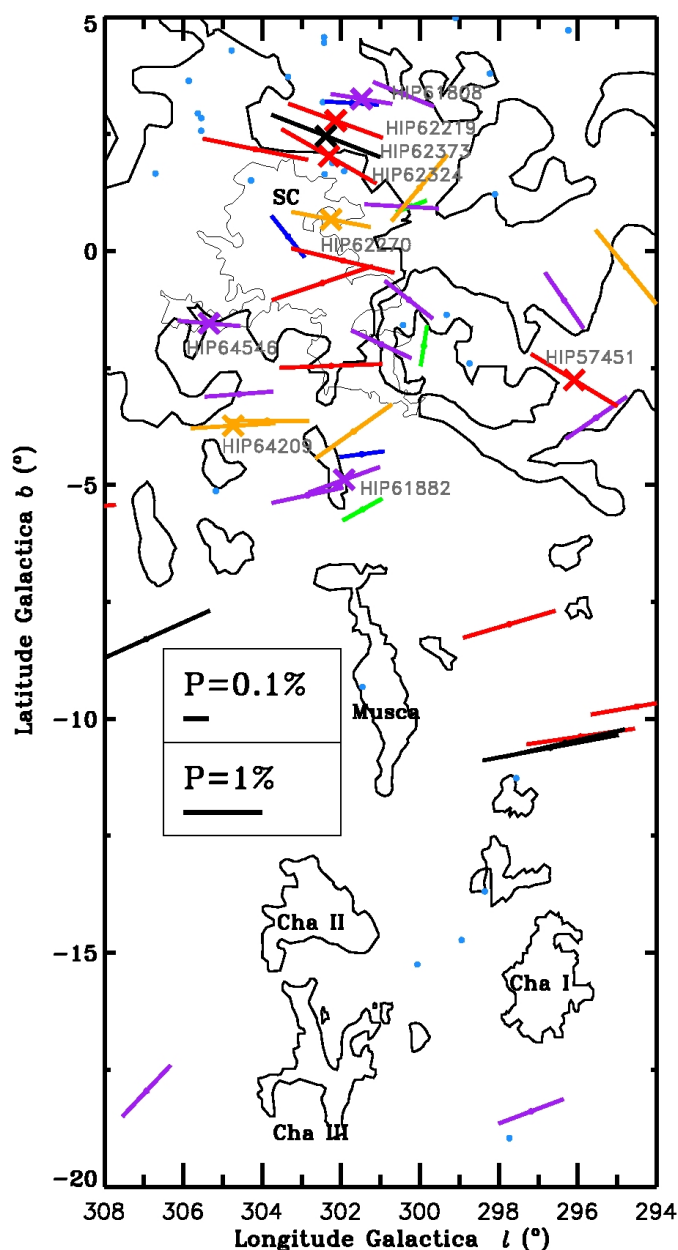 5
HIP61808
HIP62219
HIP62373
HIP62324
SC
HIP62270
0
HIP64546
HIP57451
HIP64209
HIP61882
−5
P=0.1%
Musca
−10
P=1%
Cha II
−15
Cha I
Cha III
−20
308 306 304 302 300 298 296 294
Longitude Galactica l (°)
Latitude Galactica b (°)